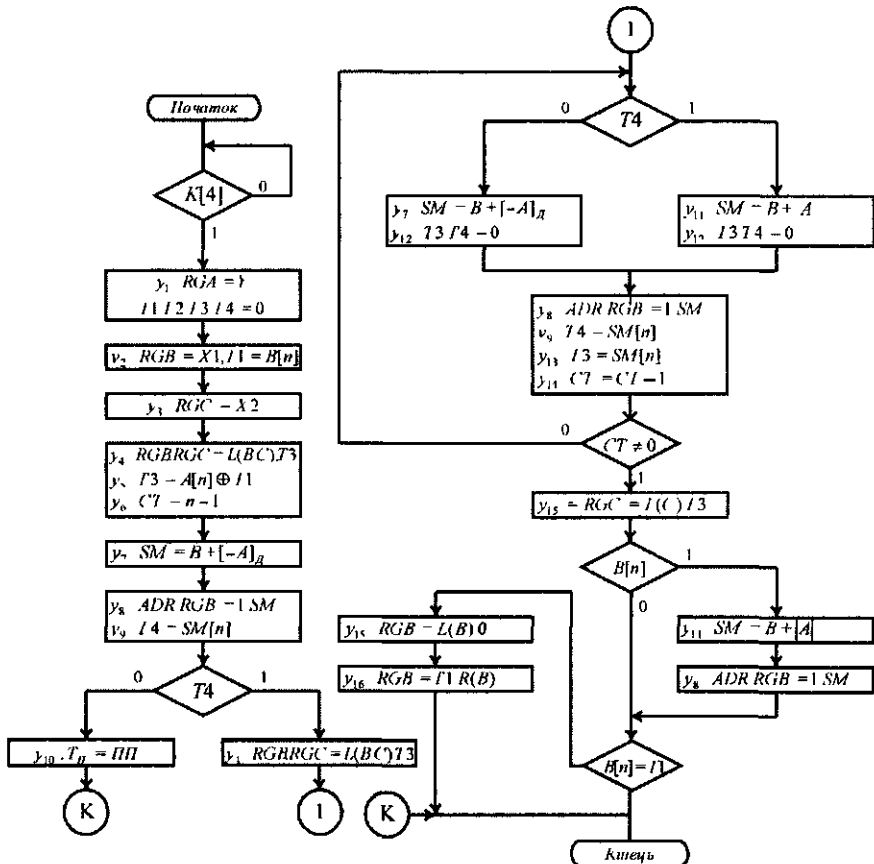 Початок
K[4]
0
1
y₁ RGA = Y
T1 T2 T3 T4 = 0
y₂ RGB = X1, T1 = B[n]
y₃ RGC = X2
y₄ RGBRGC = L(BC).T3
y₅ T3 = A[n] ⊕ T1
y₆ CT = n - 1
y₇ SM = B + [-A]Д
y₈ ADR RGB = 1 SM
y₉ T4 = SM[n]
0
T4
1
y₁₀ .Tп = ПП
RGBRGC = L(BC)T3
K
1
1
0
T4
1
y₇ SM = B + [-A]Д
y₁₂ T3 T4 = 0
y₁₁ SM = B + A
y₁₂ T3 T4 = 0
y₈ ADR RGB = 1 SM
y₉ T4 = SM[n]
y₁₃ T3 = SM[n]
y₁₄ CT = CT - 1
0
CT ≠ 0
1
y₁₅ = RGC = L(C) T3
B[n]
1
0
y₁₅ RGB = L(B) 0
y₁₆ RGB = T1 R(B)
y₁₁ SM = B + |A|
y₈ ADR RGB = 1 SM
B[n] = T1
K
Кінець